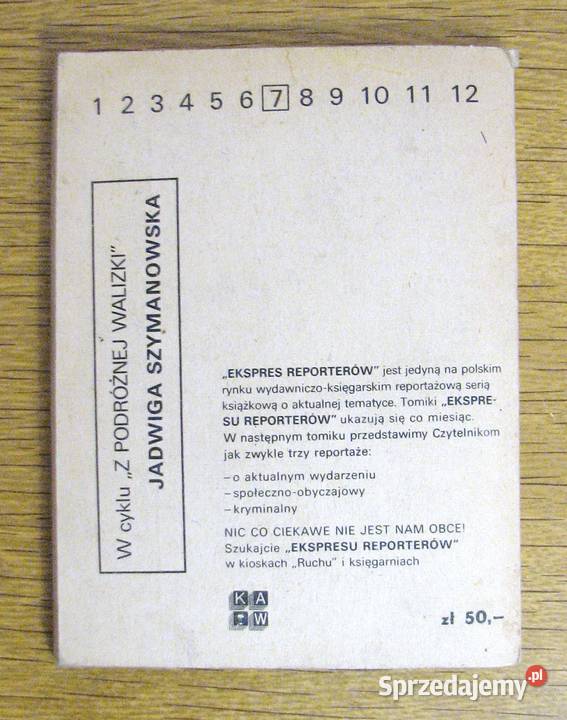 1 2 3 4 5 6 7 8 9 10 11 12
W cyklu „Z PODRÓŻNEJ WALIZKI”
JADWIGA SZYMANOWSKA
„EKSPRES REPORTERÓW” jest jedyną na polskim
rynku wydawniczo-księgarskim reportażową serią
książkową o aktualnej tematyce. Tomiki „EKSPRE-
SU REPORTERÓW” ukazują się co miesiąc.
W następnym tomiku przedstawimy Czytelnikom
jak zwykle trzy reportaże:
– o aktualnym wydarzeniu
– społeczno-obyczajowy
– kryminalny
NIC CO CIEKAWE NIE JEST NAM OBCE!
Szukajcie „EKSPRESU REPORTERÓW”
w kioskach „Ruchu” i księgarniach
K A
W
zł 50,–
Sprzedajemy.pl